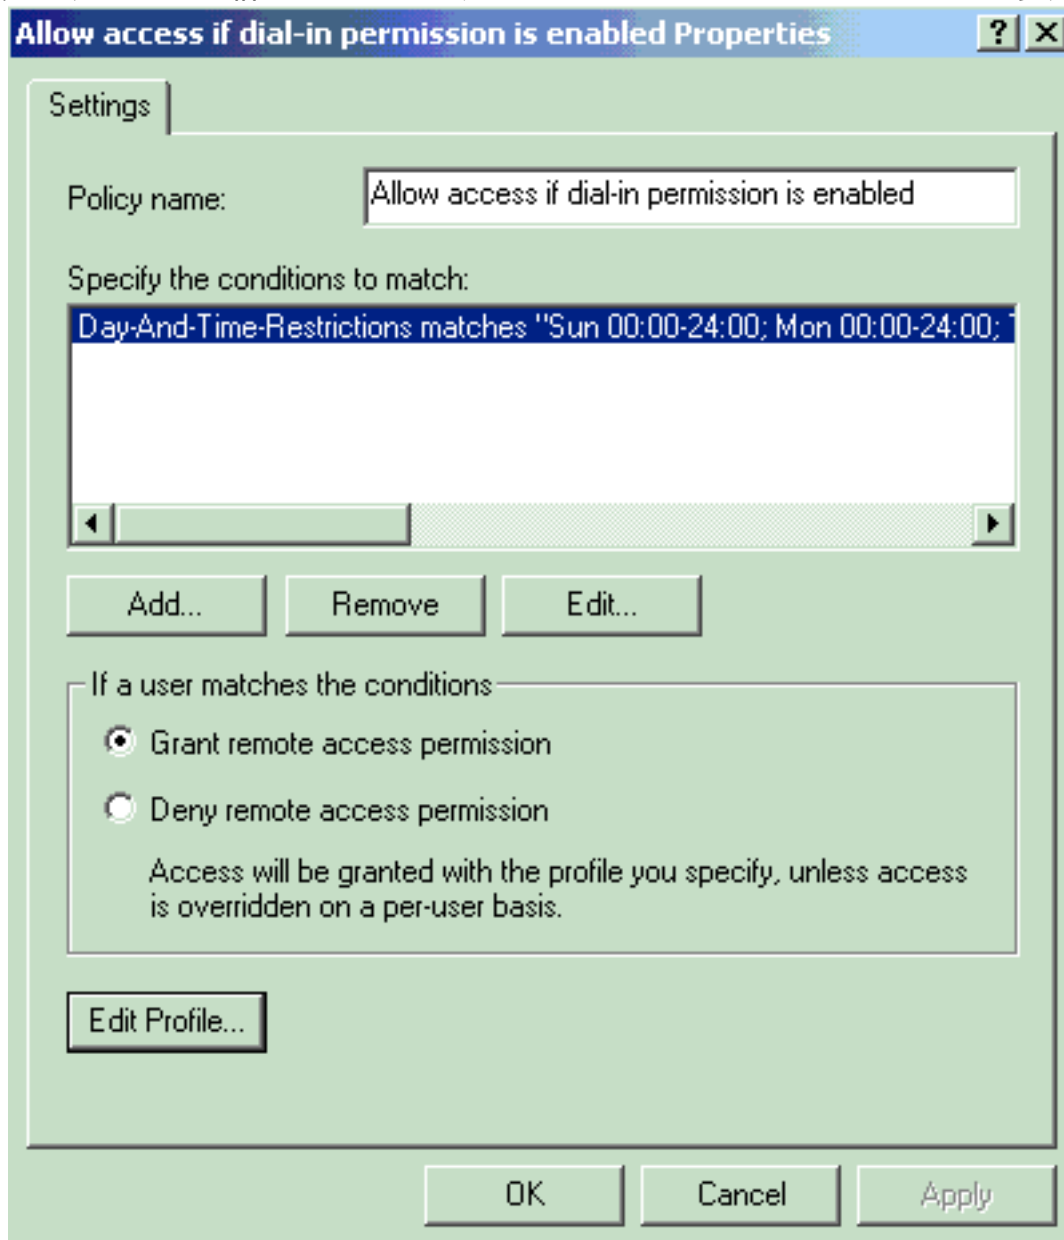 Allow access if dial-in permission is enabled Properties
Settings
Policy name:
Allow access if dial-in permission is enabled
Specify the conditions to match:
Day-And-Time-Restrictions matches "Sun 00:00-24:00; Mon 00:00-24:00;
Add...
Remove
Edit...
If a user matches the conditions
Grant remote access permission
Deny remote access permission
Access will be granted with the profile you specify, unless access
is overridden on a per-user basis.
Edit Profile...
OK
Cancel
Apply